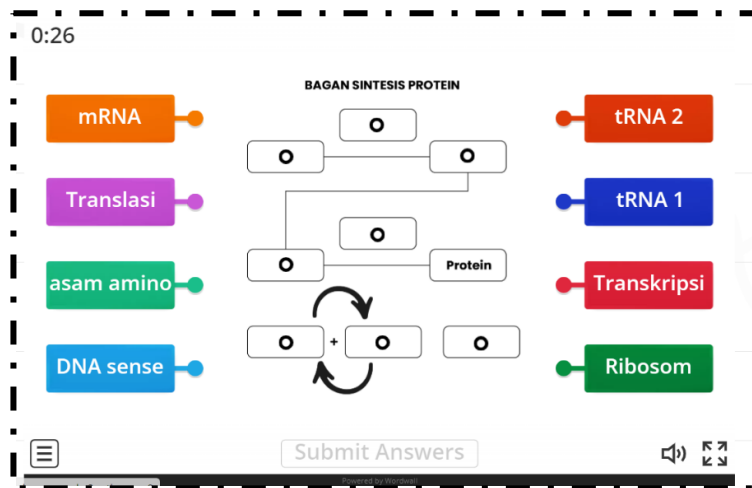 0:26
BAGAN SINTESIS PROTEIN
mRNA
tRNA 2
Translasi
tRNA 1
asam amino
Protein
Transkripsi
+
DNA sense
Ribosom
Submit Answers
Powered by Wordwall